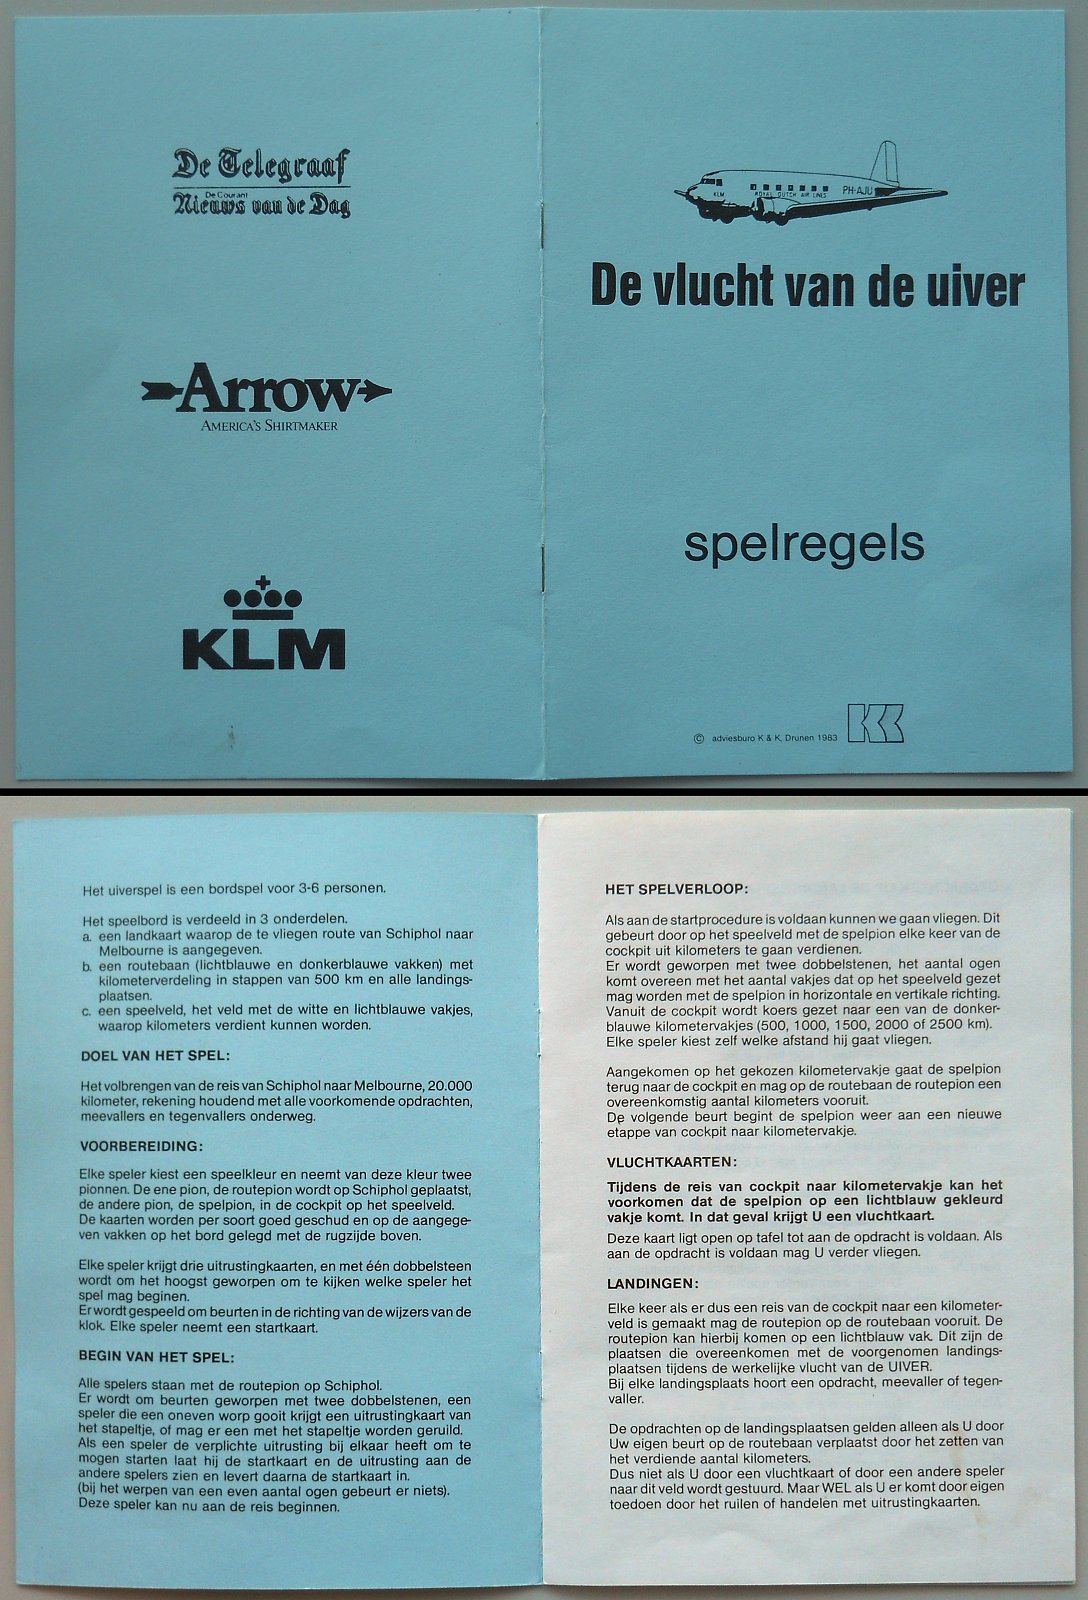 De Telegraaf
De Courant
Nieuws van de Dag
Arrow
AMERICA'S SHIRTMAKER
KLM
KLM
ROYAL DUTCH AIR LINES
PH-AJU
De vlucht van de uiver
spelregels
© adviesburo K & K, Drunen 1983
Het uiverspel is een bordspel voor 3-6 personen.
Het speelbord is verdeeld in 3 onderdelen.
a. een landkaart waarop de te vliegen route van Schiphol naar
Melbourne is aangegeven.
b. een routebaan (lichtblauwe en donkerblauwe vakken) met
kilometerverdeling in stappen van 500 km en alle landings-
plaatsen.
c. een speelveld, het veld met de witte en lichtblauwe vakjes,
waarop kilometers verdient kunnen worden.
DOEL VAN HET SPEL:
Het volbrengen van de reis van Schiphol naar Melbourne, 20.000
kilometer, rekening houdend met alle voorkomende opdrachten,
meevallers en tegenvallers onderweg.
VOORBEREIDING:
Elke speler kiest een speelkleur en neemt van deze kleur twee
pionnen. De ene pion, de routepion wordt op Schiphol geplaatst,
de andere pion, de spelpion, in de cockpit op het speelveld.
De kaarten worden per soort goed geschud en op de aangege-
ven vakken op het bord gelegd met de rugzijde boven.
Elke speler krijgt drie uitrustingkaarten, en met één dobbelsteen
wordt om het hoogst geworpen om te kijken welke speler het
spel mag beginen.
Er wordt gespeeld om beurten in de richting van de wijzers van de
klok. Elke speler neemt een startkaart.
BEGIN VAN HET SPEL:
Alle spelers staan met de routepion op Schiphol.
Er wordt om beurten geworpen met twee dobbelstenen, een
speler die een oneven worp gooit krijgt een uitrustingkaart van
het stapeltje, of mag er een met het stapeltje worden geruild.
Als een speler de verplichte uitrusting bij elkaar heeft om te
mogen starten laat hij de startkaart en de uitrusting aan de
andere spelers zien en levert daarna de startkaart in.
(bij het werpen van een even aantal ogen gebeurt er niets).
Deze speler kan nu aan de reis beginnen.
HET SPELVERLOOP:
Als aan de startprocedure is voldaan kunnen we gaan vliegen. Dit
gebeurt door op het speelveld met de spelpion elke keer van de
cockpit uit kilometers te gaan verdienen.
Er wordt geworpen met twee dobbelstenen, het aantal ogen
komt overeen met het aantal vakjes dat op het speelveld gezet
mag worden met de spelpion in horizontale en vertikale richting.
Vanuit de cockpit wordt koers gezet naar een van de donker-
blauwe kilometervakjes (500, 1000, 1500, 2000 of 2500 km).
Elke speler kiest zelf welke afstand hij gaat vliegen.
Aangekomen op het gekozen kilometervakje gaat de spelpion
terug naar de cockpit en mag op de routebaan de routepion een
overeenkomstig aantal kilometers vooruit.
De volgende beurt begint de spelpion weer aan een nieuwe
etappe van cockpit naar kilometervakje.
VLUCHTKAARTEN:
Tijdens de reis van cockpit naar kilometervakje kan het
voorkomen dat de spelpion op een lichtblauw gekleurd
vakje komt. In dat geval krijgt U een vluchtkaart.
Deze kaart ligt open op tafel tot aan de opdracht is voldaan. Als
aan de opdracht is voldaan mag U verder vliegen.
LANDINGEN:
Elke keer als er dus een reis van de cockpit naar een kilometer-
veld is gemaakt mag de routepion op de routebaan vooruit. De
routepion kan hierbij komen op een lichtblauw vak. Dit zijn de
plaatsen die overeenkomen met de voorgenomen landings-
plaatsen tijdens de werkelijke vlucht van de UIVER.
Bij elke landingsplaats hoort een opdracht, meevaller of tegen-
valler.
De opdrachten op de landingsplaatsen gelden alleen als U door
Uw eigen beurt op de routebaan verplaatst door het zetten van
het verdiende aantal kilometers.
Dus niet als U door een vluchtkaart of door een andere speler
naar dit veld wordt gestuurd. Maar WEL als U er komt door eigen
toedoen door het ruilen of handelen met uitrustingkaarten.